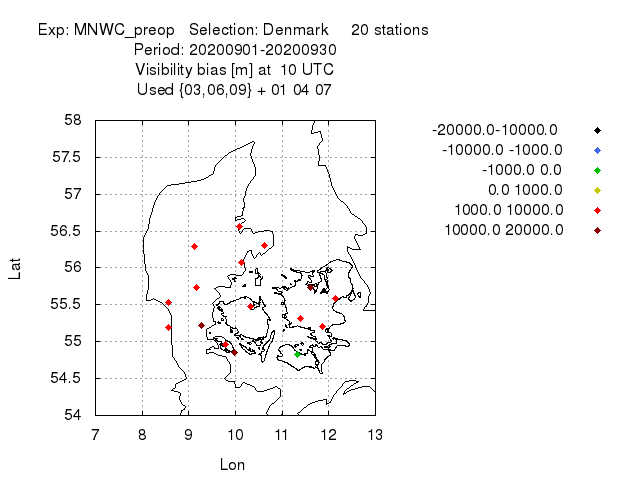 Exp: MNWC_preop   Selection: Denmark     20 stations
Period: 20200901-20200930
Visibility bias [m] at  10 UTC
Used {03,06,09} + 01 04 07
58
57.5
57
56.5
56
55.5
55
54.5
54
Lat
7 8 9 10 11 12 13
Lon
-20000.0-10000.0
-10000.0 -1000.0
-1000.0 0.0
0.0 1000.0
1000.0 10000.0
10000.0 20000.0